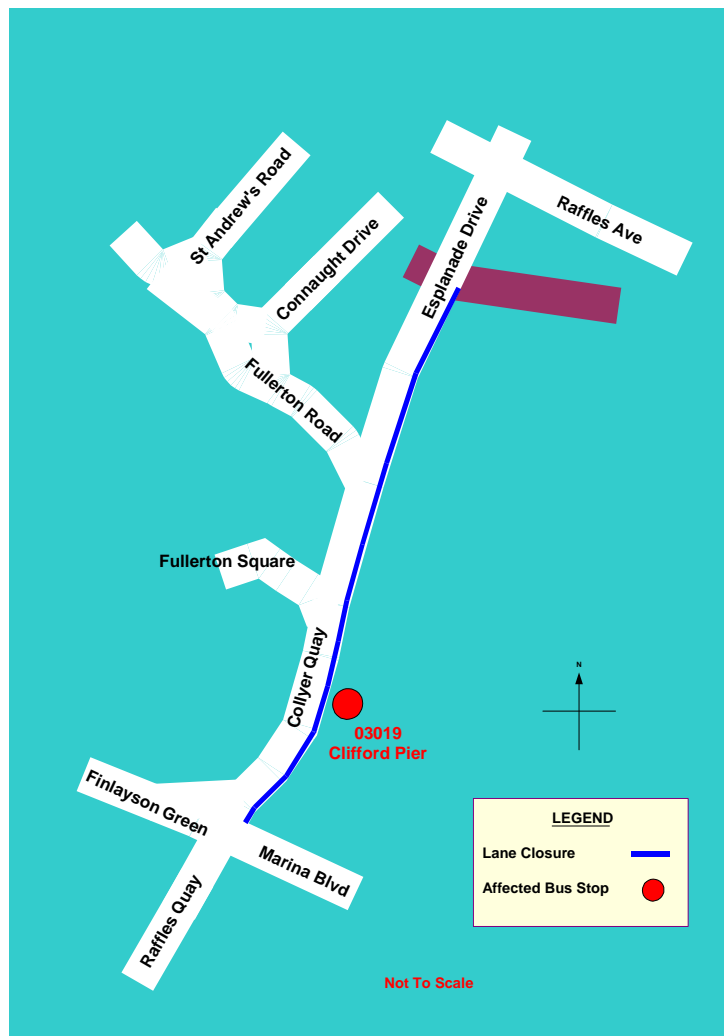 St Andrew's Road
Connaught Drive
Esplanade Drive
Raffles Ave
Fullerton Road
Fullerton Square
Collyer Quay
N
03019
Clifford Pier
Finlayson Green
Marina Blvd
Raffles Quay
LEGEND
Lane Closure
Affected Bus Stop
Not To Scale